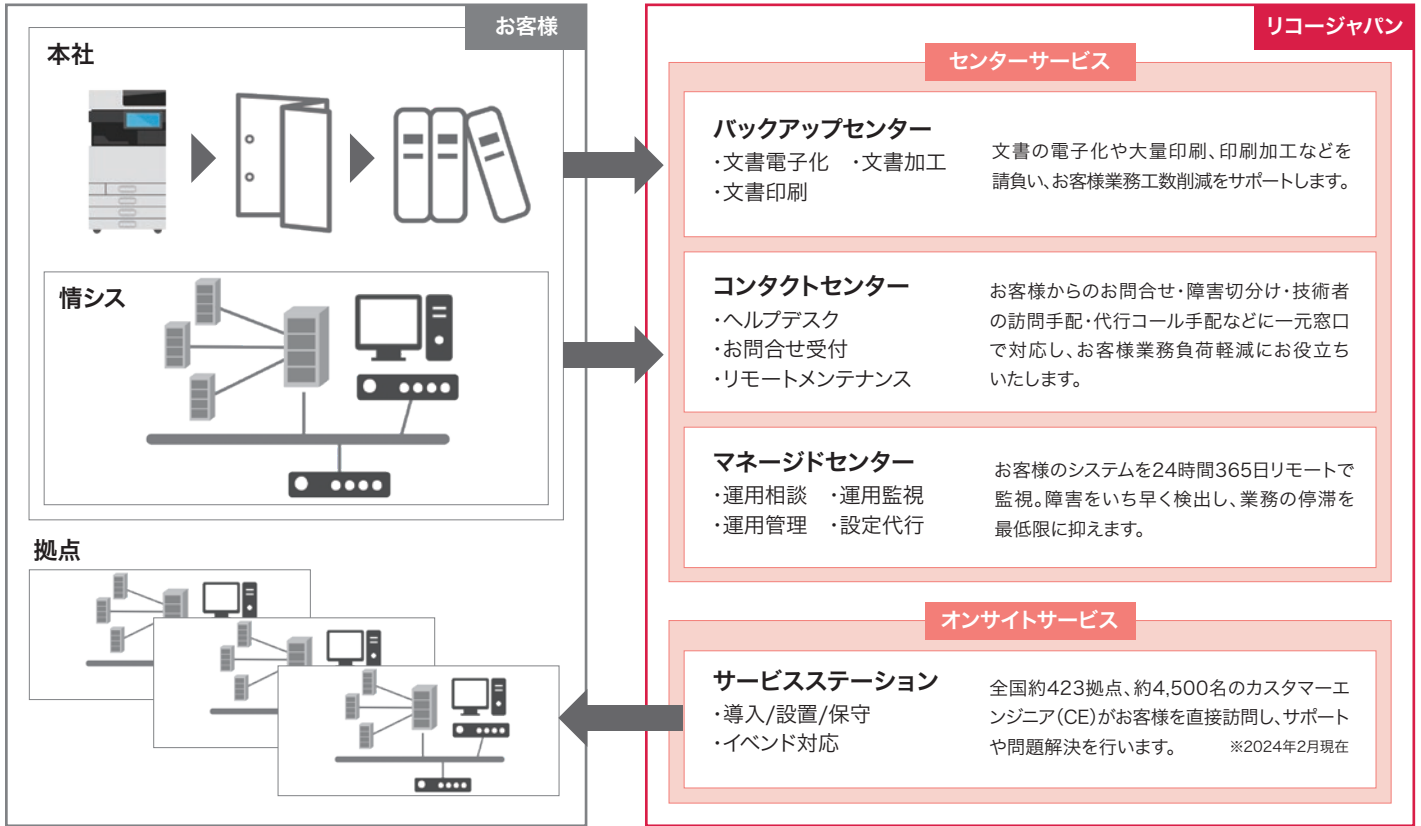 お客様
本社
情シス
拠点
リコージャパン
センターサービス
バックアップセンター
・文書電子化　・文書加工
・文書印刷
文書の電子化や大量印刷、印刷加工などを
請負い、お客様業務工数削減をサポートします。
コンタクトセンター
・ヘルプデスク
・お問合せ受付
・リモートメンテナンス
お客様からのお問合せ・障害切分け・技術者
の訪問手配・代行コール手配などに一元窓口
で対応し、お客様業務負荷軽減にお役立ち
いたします。
マネージドセンター
・運用相談　・運用監視
・運用管理　・設定代行
お客様のシステムを24時間365日リモートで
監視。障害をいち早く検出し、業務の停滞を
最低限に抑えます。
オンサイトサービス
サービスステーション
・導入/設置/保守
・イベンド対応
全国約423拠点、約4,500名のカスタマーエ
ンジニア（CE）がお客様を直接訪問し、サポート
や問題解決を行います。　※2024年2月現在